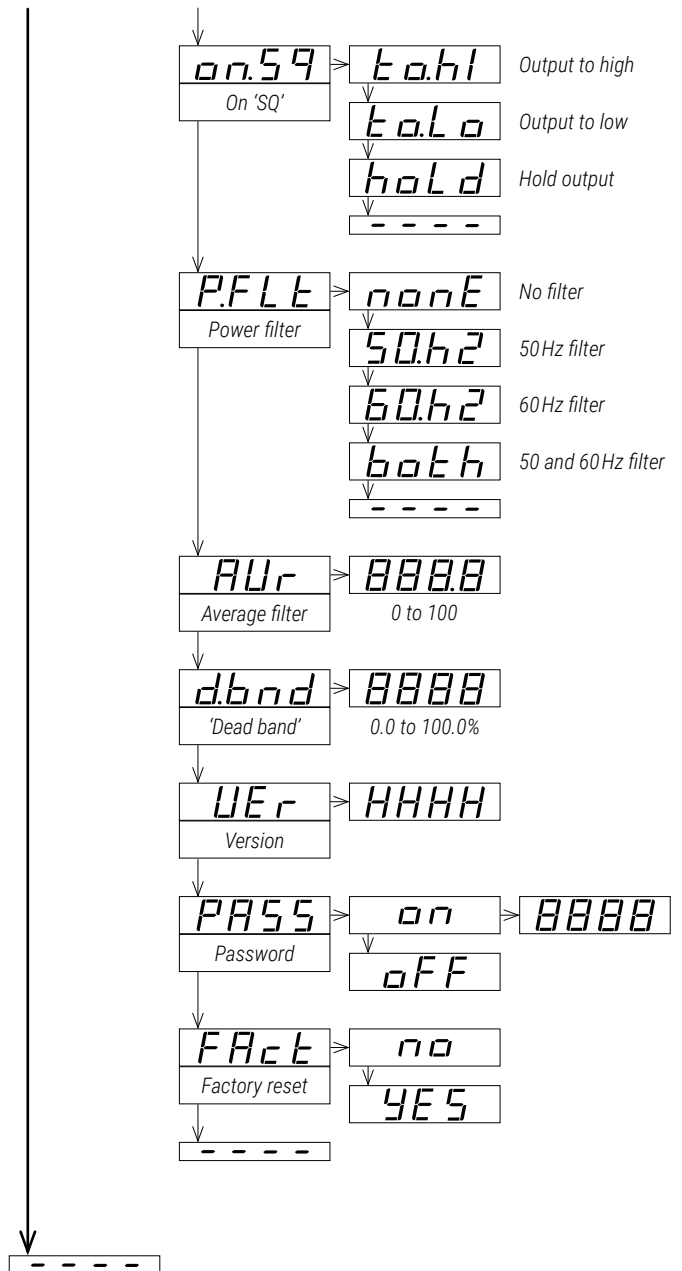 on.SQ
to.hI
Output to high
On ‘SQ’
to.Lo
Output to low
hoLd
Hold output
- - - -
P.FLt
nonE
No filter
Power filter
50.hZ
50 Hz filter
60.hZ
60 Hz filter
both
50 and 60 Hz filter
- - - -
AVr
888.8
Average filter
0 to 100
d.bnd
8888
‘Dead band’
0.0 to 100.0%
VEr
HHHH
Version
PASS
on
8888
Password
oFF
FAct
no
Factory reset
YES
- - - -
- - - -